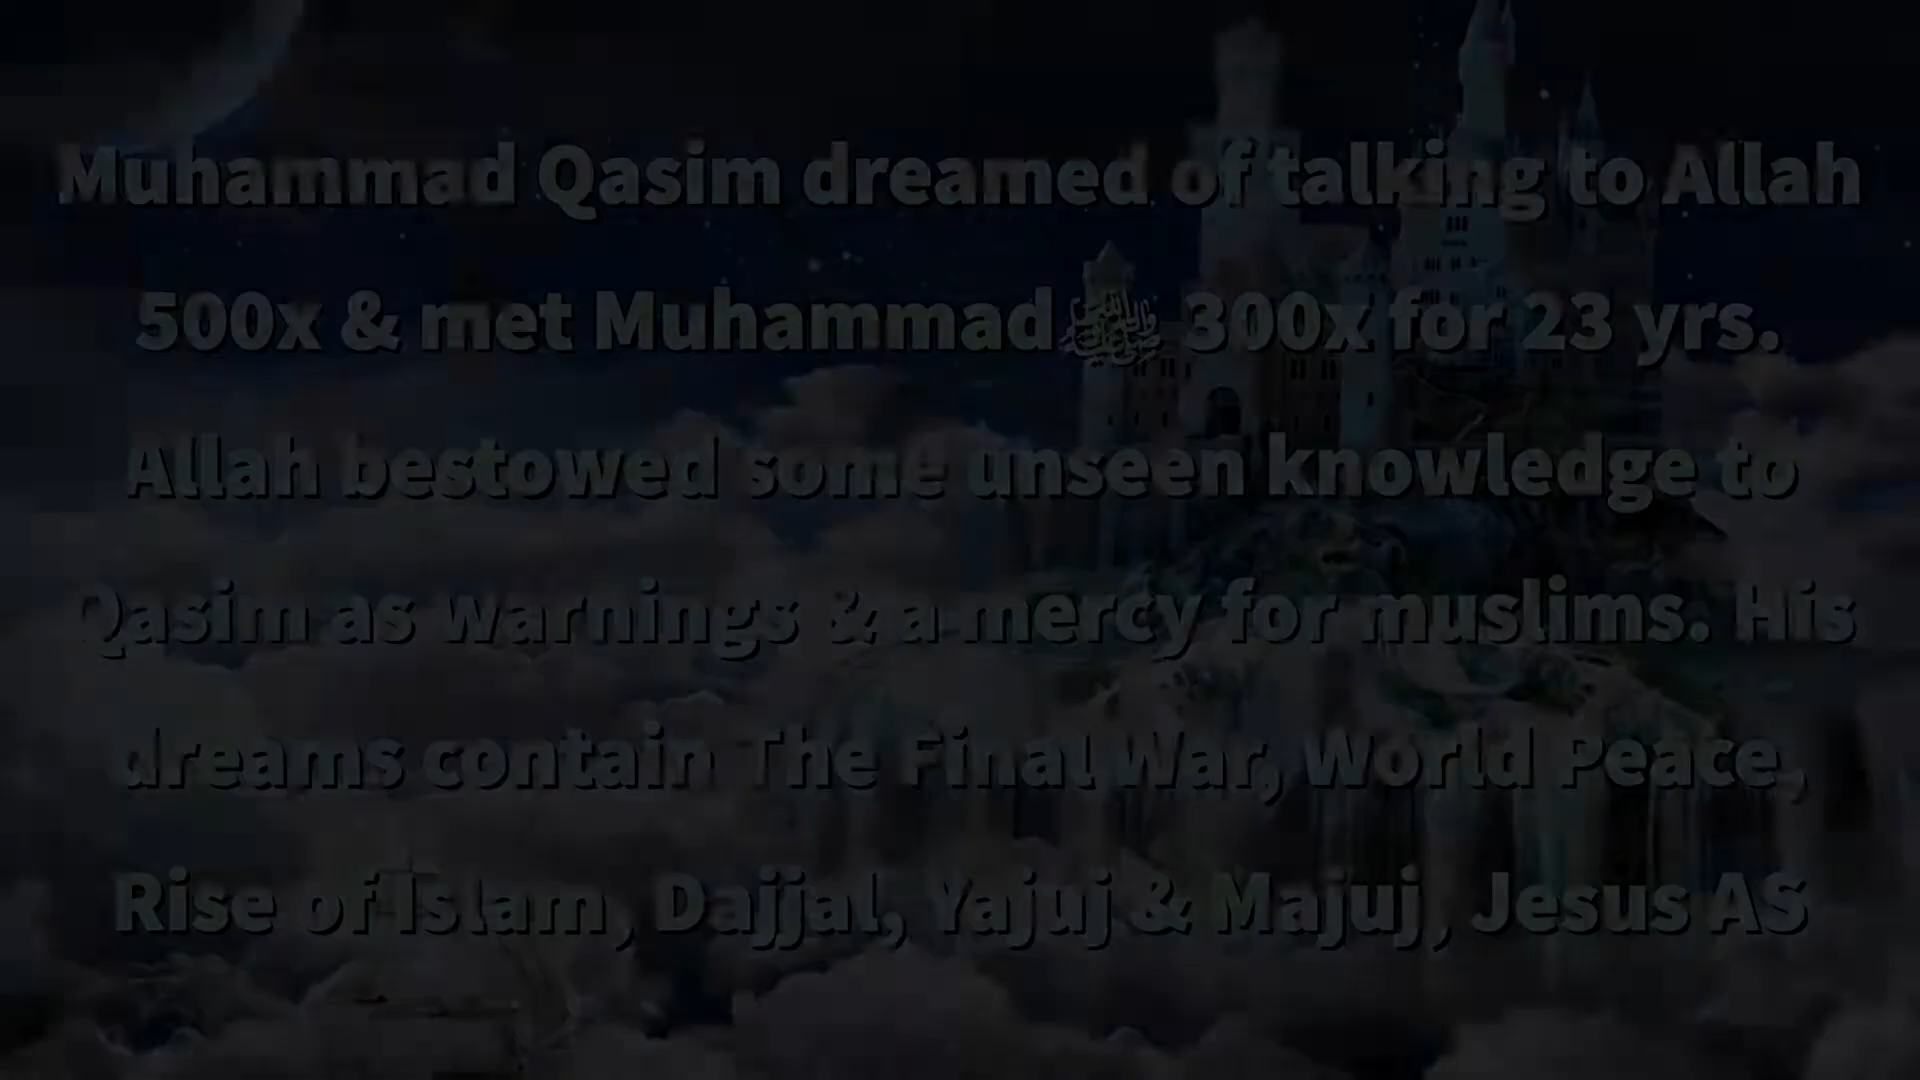 Muhammad Qasim dreamed of talking to Allah
500x & met Muhammad ﷺ 300x for 23 yrs.
Allah bestowed some unseen knowledge to
Qasim as warnings & a mercy for muslims. His
dreams contain The Final War, World Peace,
Rise of Islam, Dajjal, Yajuj & Majuj, Jesus AS